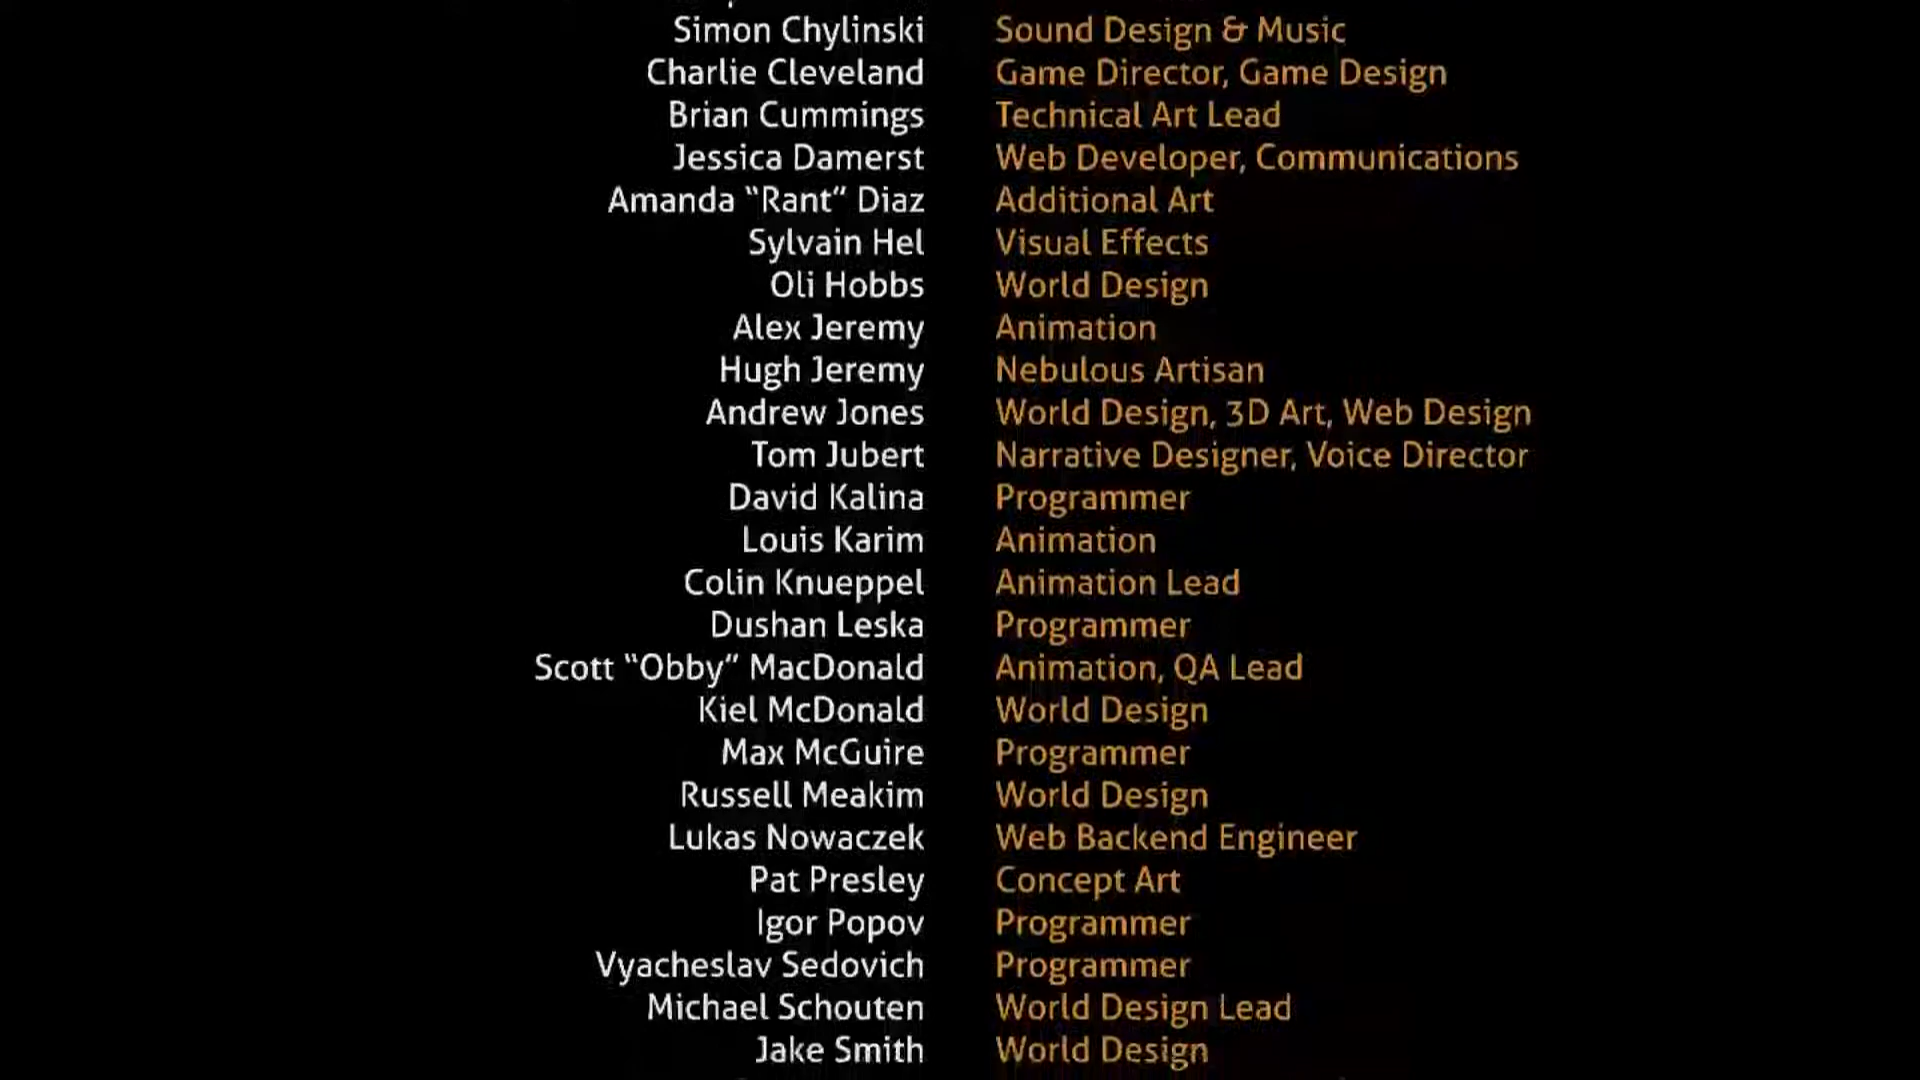 Simon Chylinski Sound Design & Music
Charlie Cleveland Game Director, Game Design
Brian Cummings Technical Art Lead
Jessica Damerst Web Developer, Communications
Amanda “Rant” Diaz Additional Art
Sylvain Hel Visual Effects
Oli Hobbs World Design
Alex Jeremy Animation
Hugh Jeremy Nebulous Artisan
Andrew Jones World Design, 3D Art, Web Design
Tom Jubert Narrative Designer, Voice Director
David Kalina Programmer
Louis Karim Animation
Colin Knueppel Animation Lead
Dushan Leska Programmer
Scott “Obby” MacDonald Animation, QA Lead
Kiel McDonald World Design
Max McGuire Programmer
Russell Meakim World Design
Lukas Nowaczek Web Backend Engineer
Pat Presley Concept Art
Igor Popov Programmer
Vyacheslav Sedovich Programmer
Michael Schouten World Design Lead
Jake Smith World Design